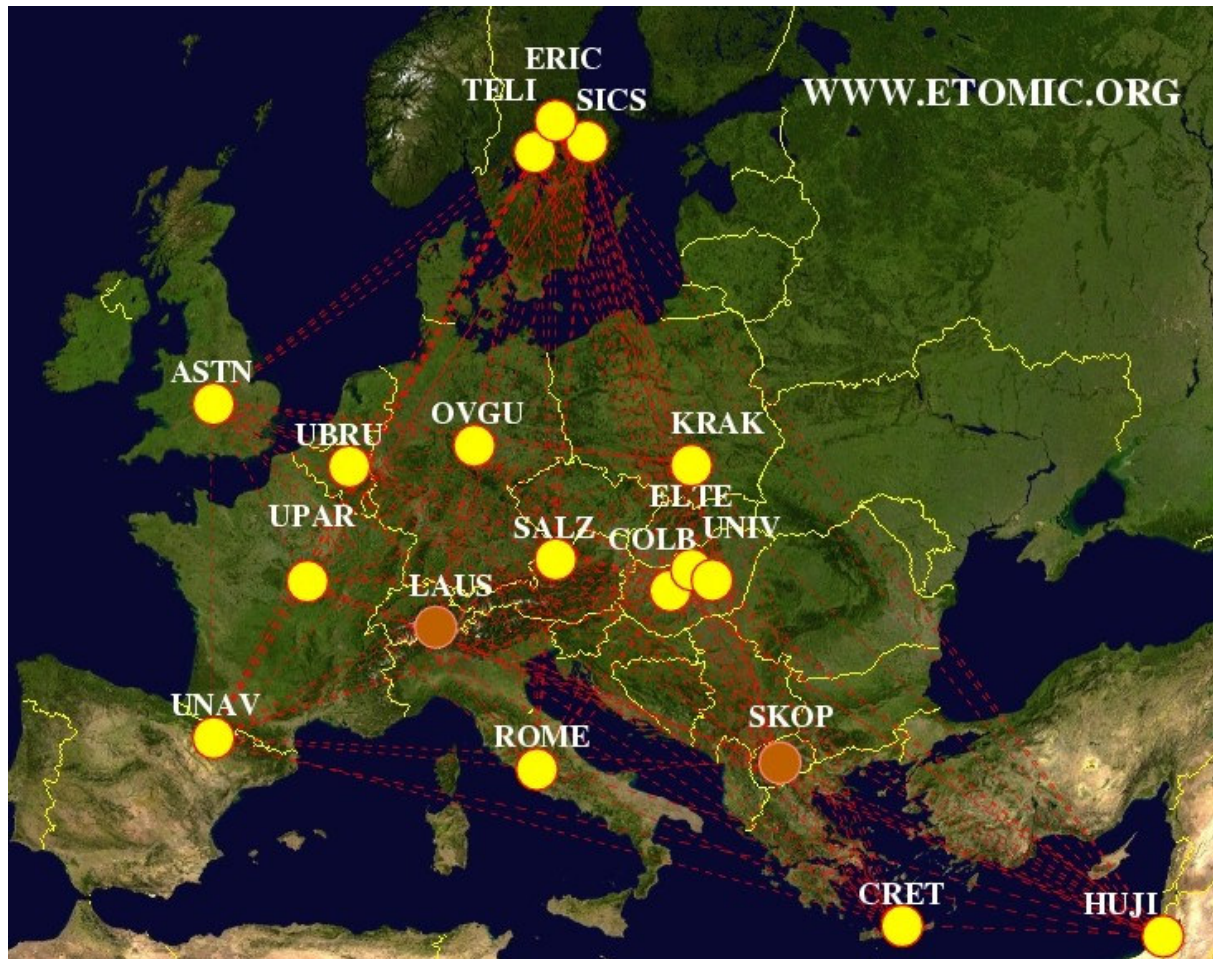 ERIC
TELI
SICS
WWW.ETOMIC.ORG
ASTN
OVGU
KRAK
UBRU
ELTE
UPAR
SALZ
COLB
UNIV
LAUS
UNAV
ROME
SKOP
CRET
HUJI